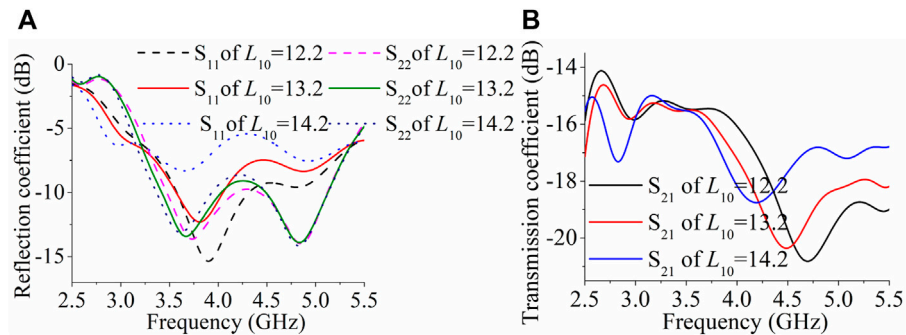 A
S11 of L10=12.2 S22 of L10=12.2
S11 of L10=13.2 S22 of L10=13.2
S11 of L10=14.2 S22 of L10=14.2
Reflection coefficient (dB)
0
-5
-10
-15
2.5 3.0 3.5 4.0 4.5 5.0 5.5
Frequency (GHz)
B
Transmission coefficient (dB)
-14
-16
-18
-20
S21 of L10=12.2
S21 of L10=13.2
S21 of L10=14.2
2.5 3.0 3.5 4.0 4.5 5.0 5.5
Frequency (GHz)